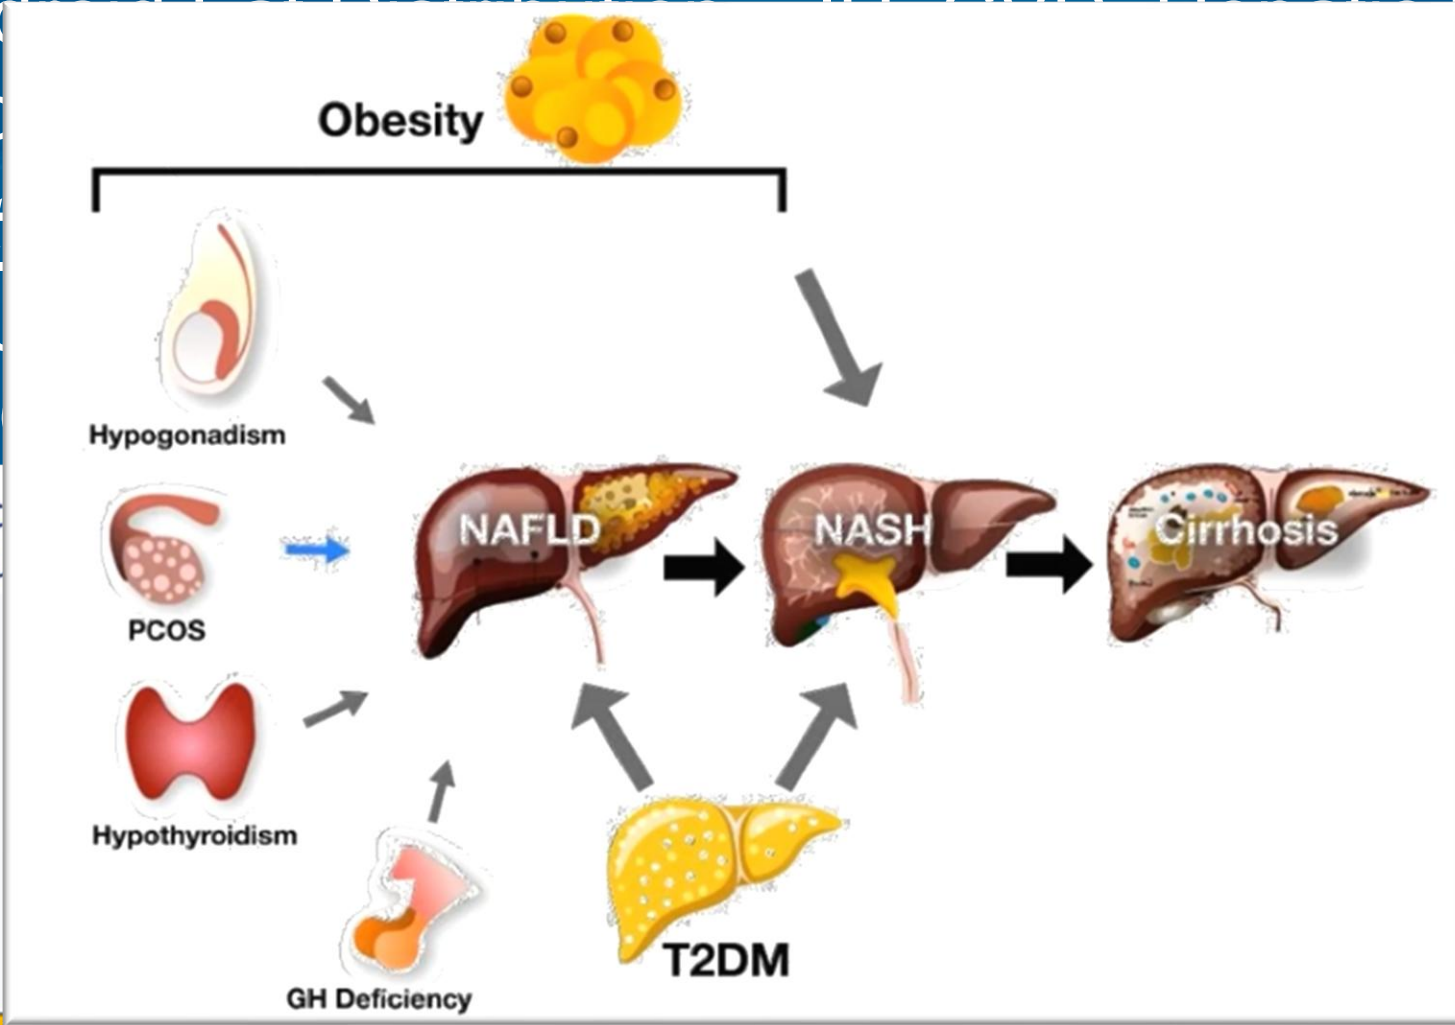 Obesity
Hypogonadism
NAFLD
NASH
Cirrhosis
PCOS
Hypothyroidism
T2DM
GH Deficiency